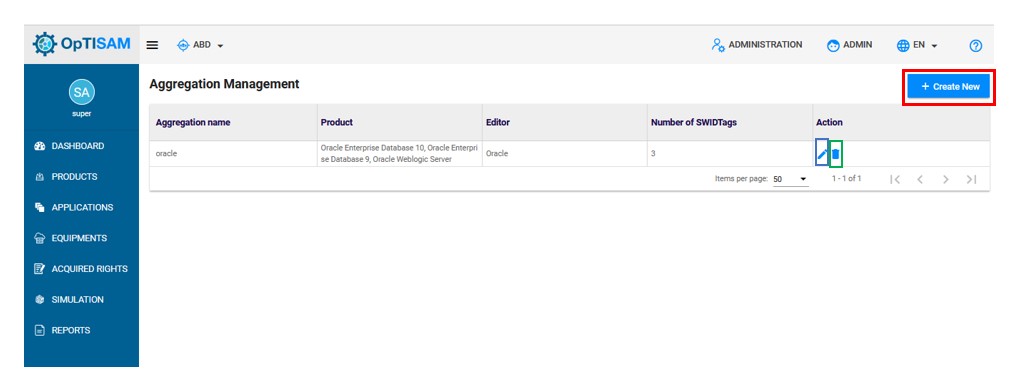 OpTISAM
ABD
ADMINISTRATION
ADMIN
EN
SA
super
DASHBOARD
PRODUCTS
APPLICATIONS
EQUIPMENTS
ACQUIRED RIGHTS
SIMULATION
REPORTS
Aggregation Management
+ Create New
Aggregation name Product Editor Number of SWIDTags Action
oracle
Oracle Enterprise Database 10, Oracle Enterpri
se Database 9, Oracle Weblogic Server
Oracle
3
Items per page: 50 1 - 1 of 1